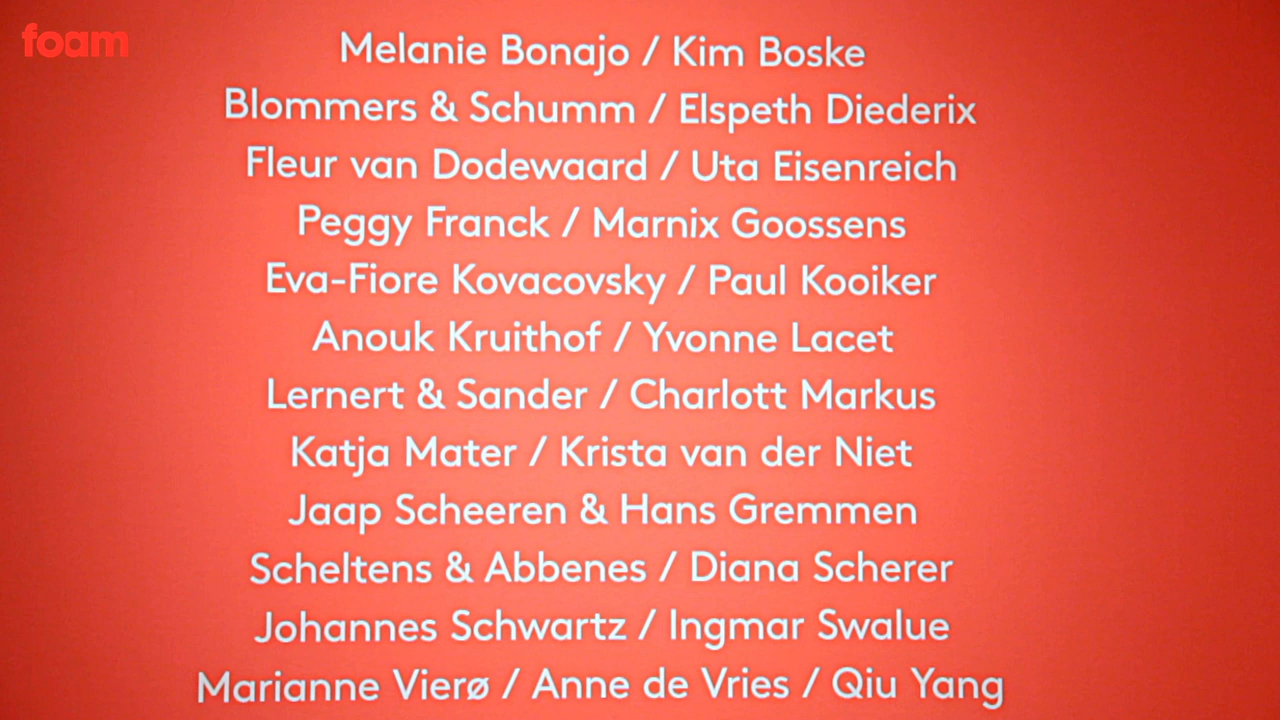 foam
Melanie Bonajo / Kim Boske
Blommers & Schumm / Elspeth Diederix
Fleur van Dodewaard / Uta Eisenreich
Peggy Franck / Marnix Goossens
Eva-Fiore Kovacovsky / Paul Kooiker
Anouk Kruithof / Yvonne Lacet
Lernert & Sander / Charlott Markus
Katja Mater / Krista van der Niet
Jaap Scheeren & Hans Gremmen
Scheltens & Abbenes / Diana Scherer
Johannes Schwartz / Ingmar Swalue
Marianne Vierø / Anne de Vries / Qiu Yang